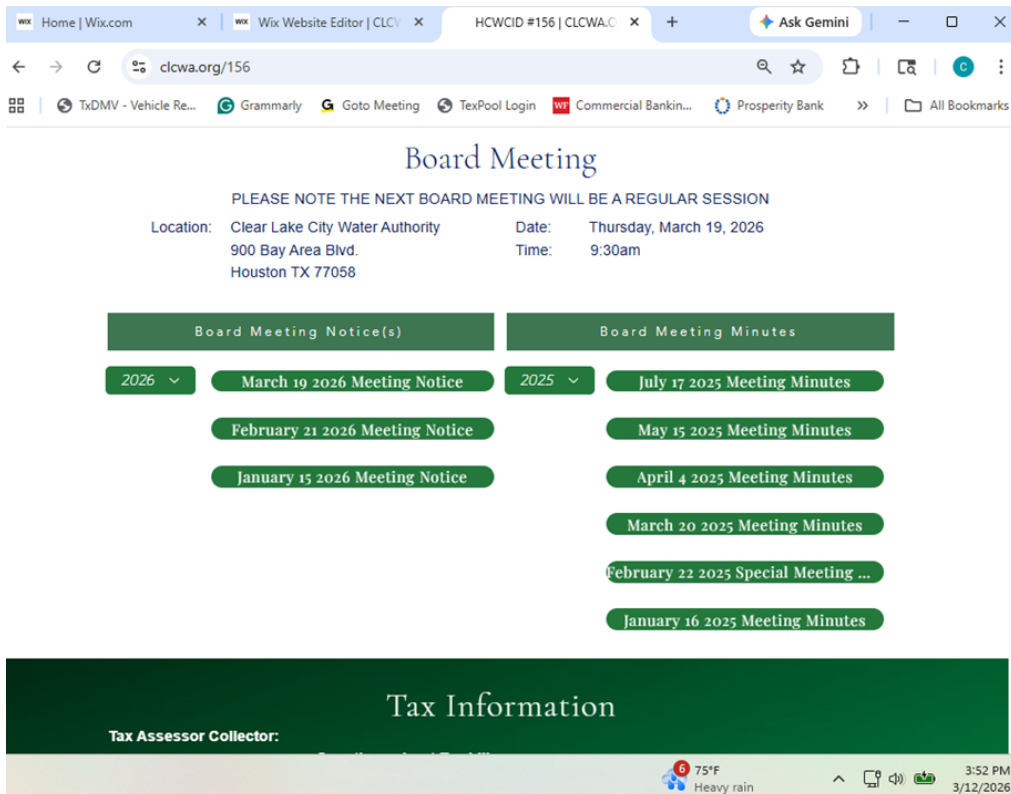 Home | Wix.com
Wix Website Editor | CLCV
HCWCID #156 | CLCWA.O
Ask Gemini
clcwa.org/156
TxDMV - Vehicle Re...
Grammarly
Goto Meeting
TexPool Login
Commercial Bankin...
Prosperity Bank
All Bookmarks
Board Meeting
PLEASE NOTE THE NEXT BOARD MEETING WILL BE A REGULAR SESSION
Location: Clear Lake City Water Authority Date: Thursday, March 19, 2026
900 Bay Area Blvd. Time: 9:30am
Houston TX 77058
Board Meeting Notice(s) Board Meeting Minutes
2026 March 19 2026 Meeting Notice 2025 July 17 2025 Meeting Minutes
February 21 2026 Meeting Notice May 15 2025 Meeting Minutes
January 15 2026 Meeting Notice April 4 2025 Meeting Minutes
March 20 2025 Meeting Minutes
February 22 2025 Special Meeting ...
January 16 2025 Meeting Minutes
Tax Information
Tax Assessor Collector:
6 75°F 3:52 PM
Heavy rain 3/12/2026